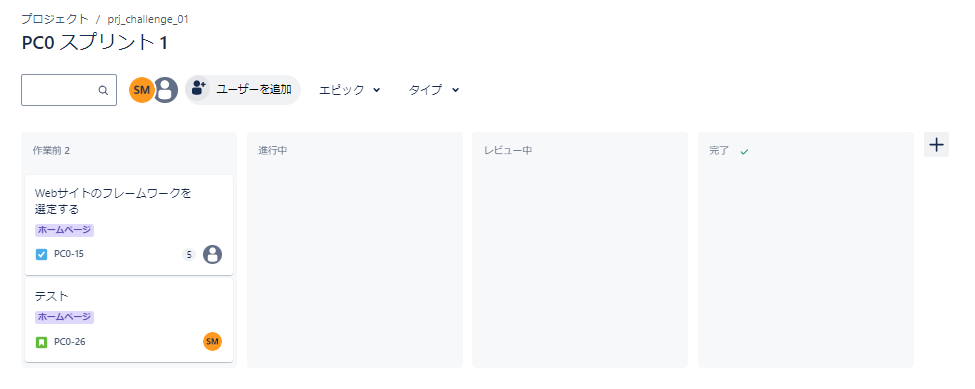 プロジェクト / prj_challenge_01
PC0 スプリント 1
SM ユーザーを追加 エピック タイプ
作業前 2 進行中 レビュー中 完了
Webサイトのフレームワークを
選定する
ホームページ
PC0-15 5
テスト
ホームページ
PC0-26 SM